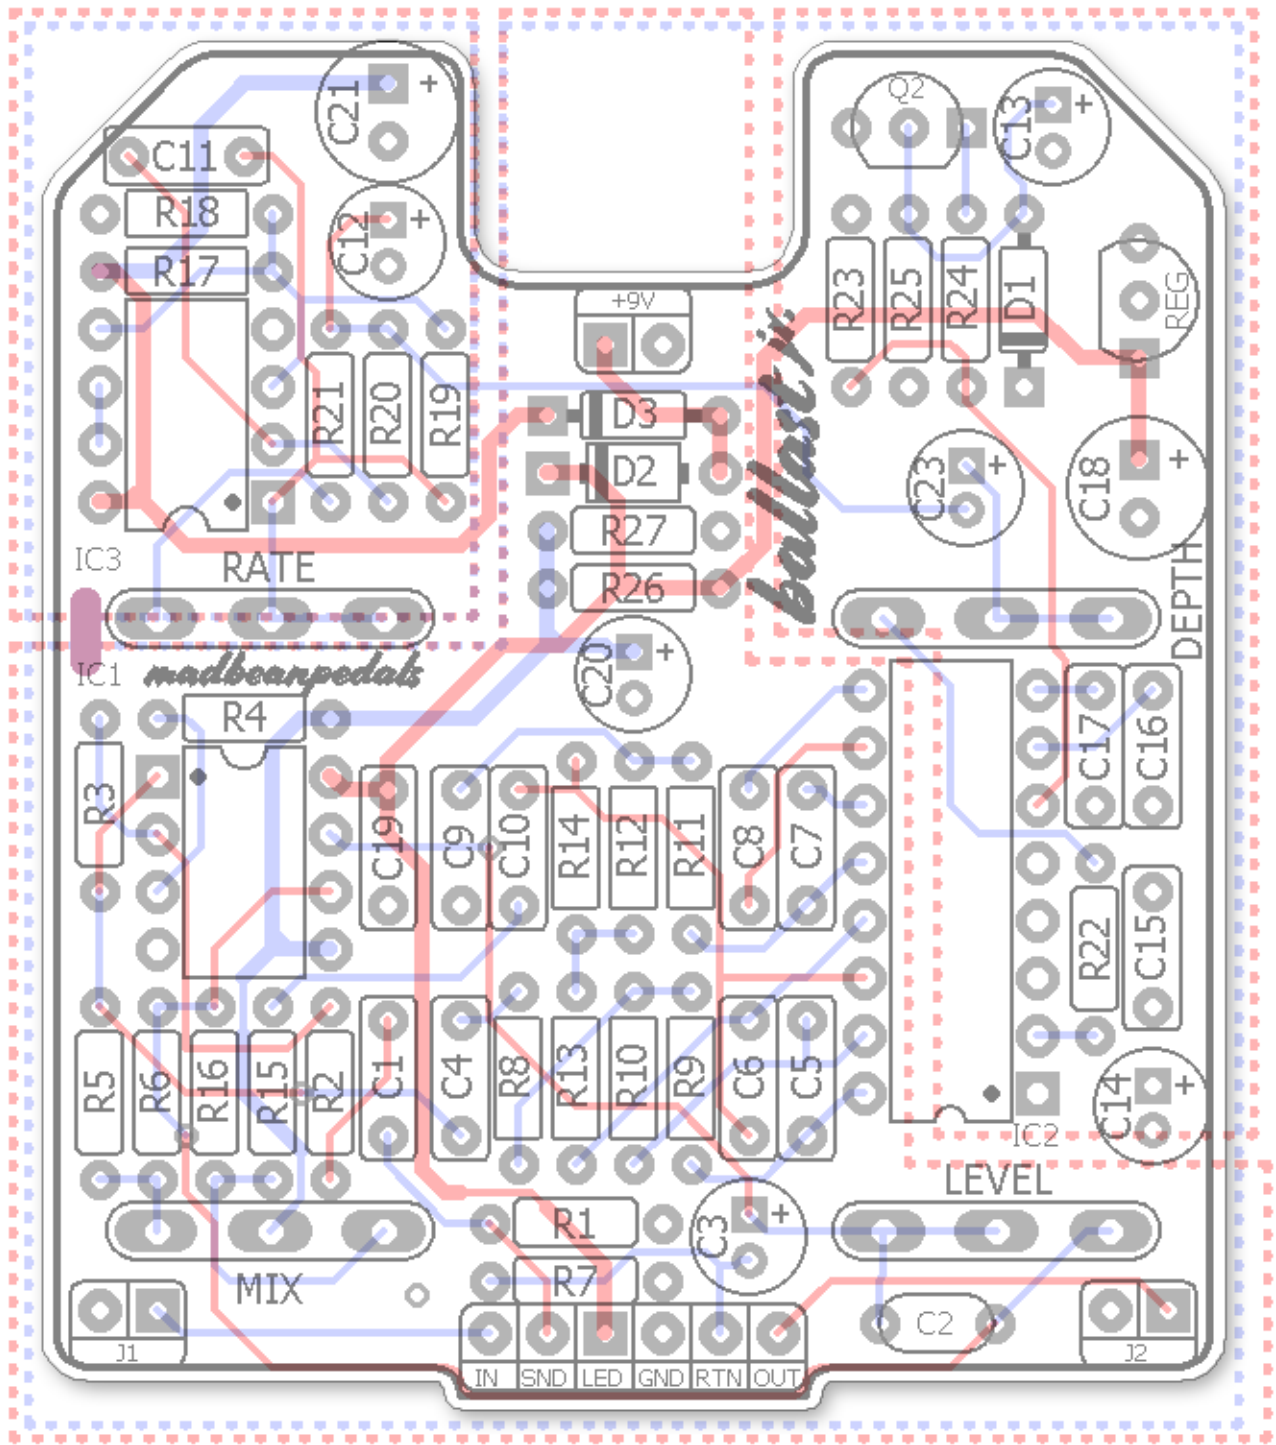 C21 +
Q2
C13 +
C11
R18
C12 +
R17
REG
+9V
R23
R25
R24
D1
R21
R20
R19
D3
ballast jr.
D2
C23 +
C18 +
R27
IC3
RATE
R26
DEPTH
C20 +
IC1
madbeanpedals
R4
R3
C19
C9
C10
R14
R12
R11
C8
C7
C17
C16
R22
C15
R5
R6
R16
R15
R2
C1
C4
R8
R13
R10
R9
C6
C5
C14 +
IC2
LEVEL
R1
C3 +
R7
MIX
C2
J1
J2
IN SND LED GND RTN OUT